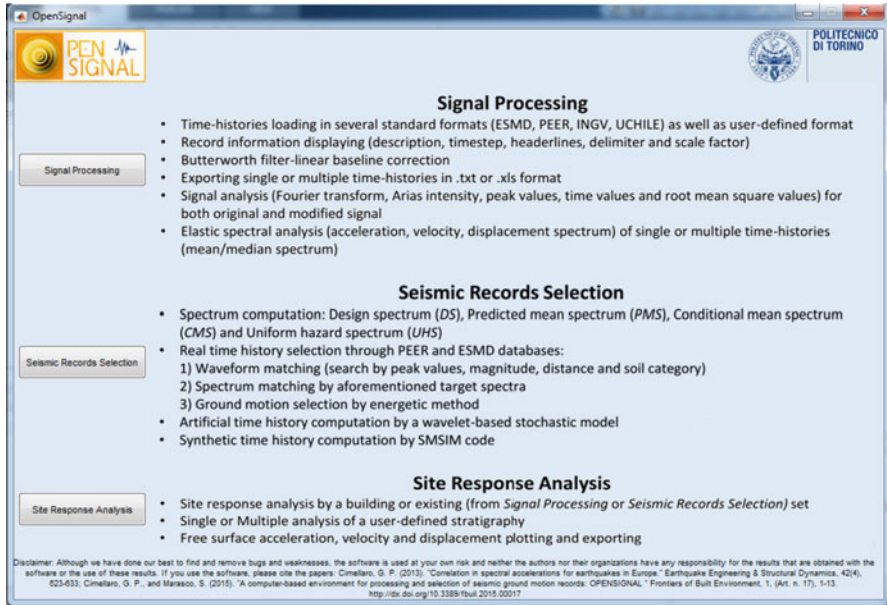 OpenSignal
PEN
SIGNAL
POLITECNICO
DI TORINO
Signal Processing
• Time-histories loading in several standard formats (ESMD, PEER, INGV, UCHILE) as well as user-defined format
• Record information displaying (description, timestep, headerlines, delimiter and scale factor)
• Butterworth filter-linear baseline correction
Signal Processing
• Exporting single or multiple time-histories in .txt or .xls format
• Signal analysis (Fourier transform, Arias intensity, peak values, time values and root mean square values) for
both original and modified signal
• Elastic spectral analysis (acceleration, velocity, displacement spectrum) of single or multiple time-histories
(mean/median spectrum)
Seismic Records Selection
• Spectrum computation: Design spectrum (DS), Predicted mean spectrum (PMS), Conditional mean spectrum
(CMS) and Uniform hazard spectrum (UHS)
• Real time history selection through PEER and ESMD databases:
Seismic Records Selection
1) Waveform matching (search by peak values, magnitude, distance and soil category)
2) Spectrum matching by aforementioned target spectra
3) Ground motion selection by energetic method
• Artificial time history computation by a wavelet-based stochastic model
• Synthetic time history computation by SMSIM code
Site Response Analysis
• Site response analysis by a building or existing (from Signal Processing or Seismic Records Selection) set
Site Response Analysis
• Single or Multiple analysis of a user-defined stratigraphy
• Free surface acceleration, velocity and displacement plotting and exporting
Disclaimer: Although we have done our best to find and remove bugs and weaknesses, the software is used at your own risk and neither the authors nor their organizations have any responsibility for the results that are obtained with the
software or the use of these results. If you use the software, please cite the papers: Cimellaro, G. P. (2013). "Correlation in spectral accelerations for earthquakes in Europe." Earthquake Engineering & Structural Dynamics, 42(4),
623-633; Cimellaro, G. P., and Marasco, S. (2015). "A computer-based environment for processing and selection of seismic ground motion records: OPENSIGNAL " Frontiers of Built Environment, 1, (Art. n. 17), 1-13.
http://dx.doi.org/10.3389/fbuil.2015.00017